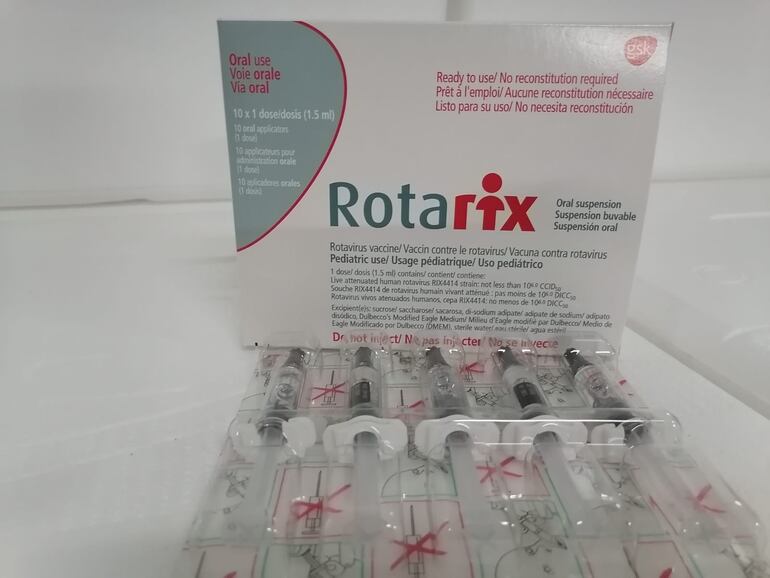 Oral use
Voie orale
Via oral
10 x 1 dose/dosis (1.5 ml)
10 oral applicators
(1 dose)
10 applicateurs pour
administration orale
(1 dose)
10 aplicadores orales
(1 dosis)
gsk
Ready to use/ No reconstitution required
Prêt á l'emploi/ Aucune reconstitution nécessaire
Listo para su uso/ No necesita reconstitución
Rotarix
Oral suspension
Suspension buvable
Suspensión oral
Rotavirus vaccine/ Vaccin contre le rotavirus/ Vacuna contra rotavirus
Pediatric use/ Usage pédiatrique/ Uso pediátrico
1 dose/ dosis (1.5 ml) contains/ contient/ contiene:
Live attenuated human rotavirus RIX4414 strain: not less than 10⁶·⁰ CCID₅₀
Souche RIX4414 de rotavirus humain vivant atténué : pas moins de 10⁶·⁰ DICC₅₀
Rotavirus vivos atenuados humanos, cepa RIX4414: no menos de 10⁶·⁰ DICC₅₀
Excipient(e)s: sucrose/ saccharose/ sacarosa, di-sodium adipate/ adipate de sodium/ adipato
disódico, Dulbecco's Modified Eagle Medium/ Milieu d'Eagle modifié par Dulbecco/ Medio de
Eagle Modificado por Dulbecco (DMEM), sterile water/ eau stérile/ agua estéril
Do not inject/ Ne pas injecter/ No se inyecte